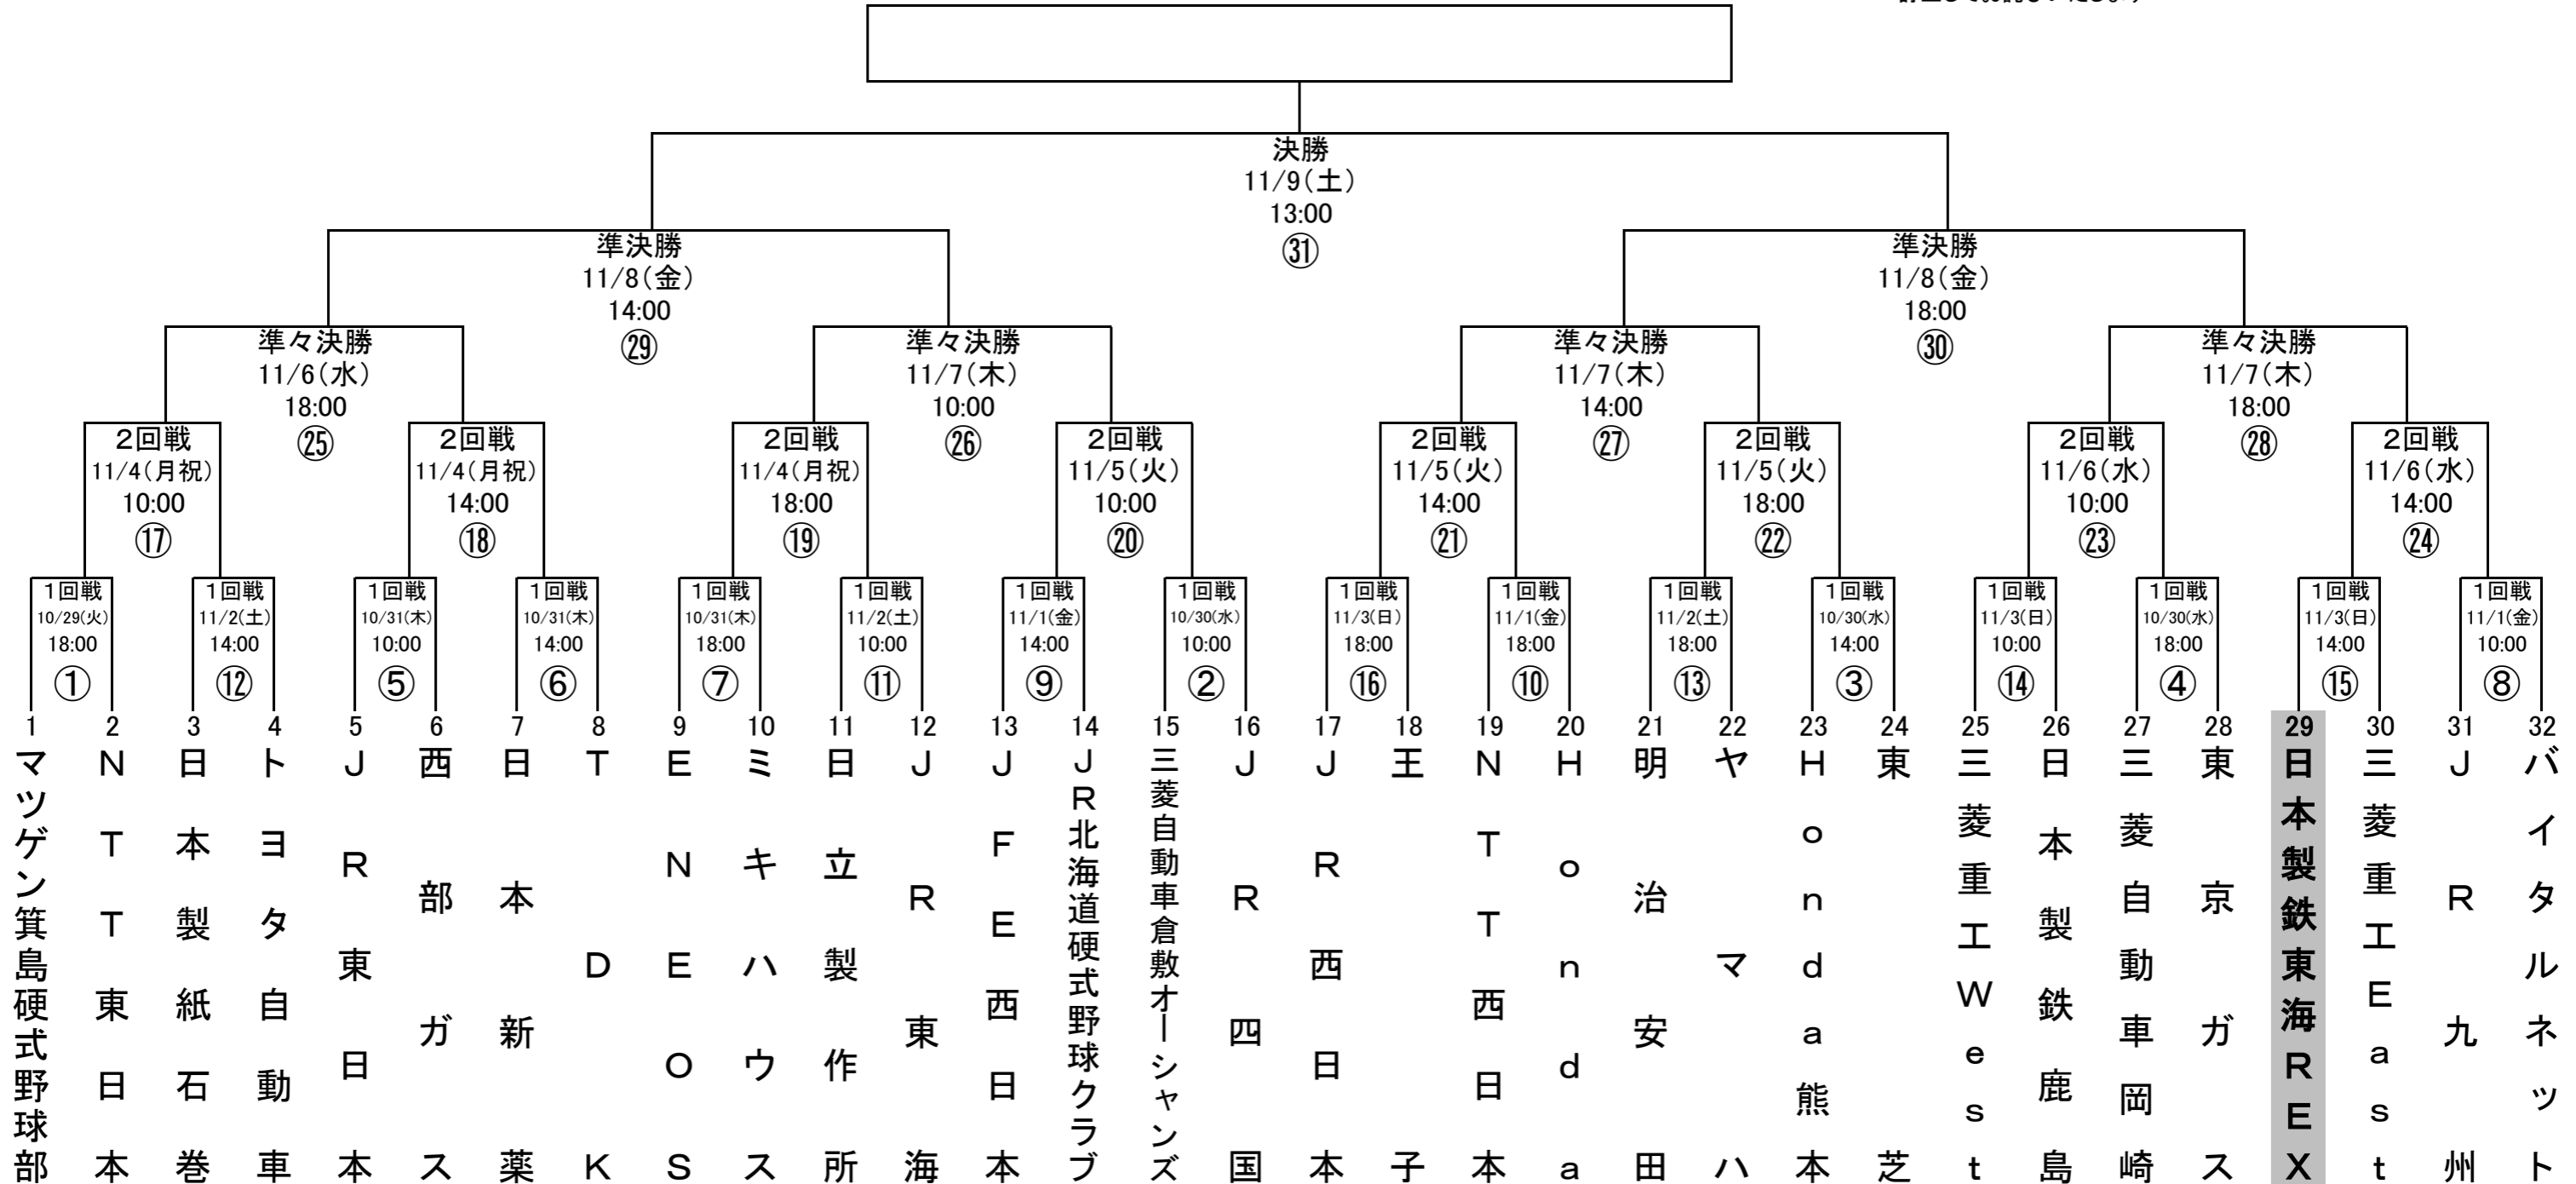 決勝
11/9(土)
13:00
㉛
準決勝
11/8(金)
14:00
㉙
準決勝
11/8(金)
18:00
㉚
準々決勝
11/6(水)
18:00
㉕
準々決勝
11/7(木)
10:00
㉖
準々決勝
11/7(木)
14:00
㉗
準々決勝
11/7(木)
18:00
㉘
2回戦
11/4(月祝)
10:00
⑰
2回戦
11/4(月祝)
14:00
⑱
2回戦
11/4(月祝)
18:00
⑲
2回戦
11/5(火)
10:00
⑳
2回戦
11/5(火)
14:00
㉑
2回戦
11/5(火)
18:00
㉒
2回戦
11/6(水)
10:00
㉓
2回戦
11/6(水)
14:00
㉔
1回戦
10/29(火)
18:00
①
1回戦
11/2(土)
14:00
⑫
1回戦
10/31(木)
10:00
⑤
1回戦
10/31(木)
14:00
⑥
1回戦
10/31(木)
18:00
⑦
1回戦
11/2(土)
10:00
⑪
1回戦
11/1(金)
14:00
⑨
1回戦
10/30(水)
10:00
②
1回戦
11/3(日)
18:00
⑯
1回戦
11/1(金)
18:00
⑩
1回戦
11/2(土)
18:00
⑬
1回戦
10/30(水)
14:00
③
1回戦
11/3(日)
10:00
⑭
1回戦
10/30(水)
18:00
④
1回戦
11/3(日)
14:00
⑮
1回戦
11/1(金)
10:00
⑧
1 マツゲン箕島硬式野球部
2 NTT東日本
3 日本製紙石巻
4 トヨタ自動車
5 JR東日本
6 西部ガス
7 日本新薬
8 TDK
9 ENEOS
10 ミキハウス
11 日立製作所
12 JR東海
13 JFE西日本
14 JR北海道硬式野球クラブ
15 三菱自動車倉敷オーシャンズ
16 JR四国
17 JR西日本
18 王子
19 NTT西日本
20 Honda
21 明治安田
22 ヤマハ
23 Honda熊本
24 東芝
25 三菱重工West
26 日本製鉄鹿島
27 三菱自動車岡崎
28 東京ガス
29 日本製鉄東海REX
30 三菱重工East
31 JR九州
32 バイタルネット